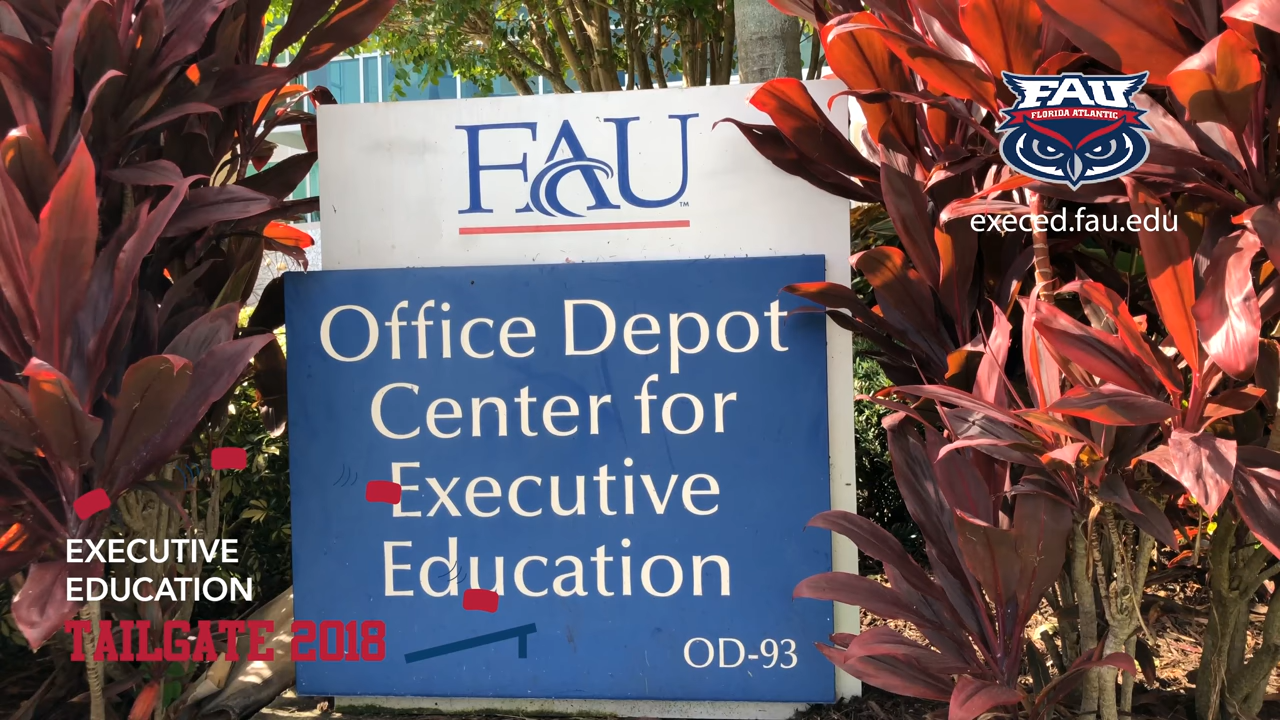 FAU
™
Office Depot
Center for
Executive
Education
OD-93
FAU
FLORIDA ATLANTIC
execed.fau.edu
EXECUTIVE
EDUCATION
TAILGATE 2018